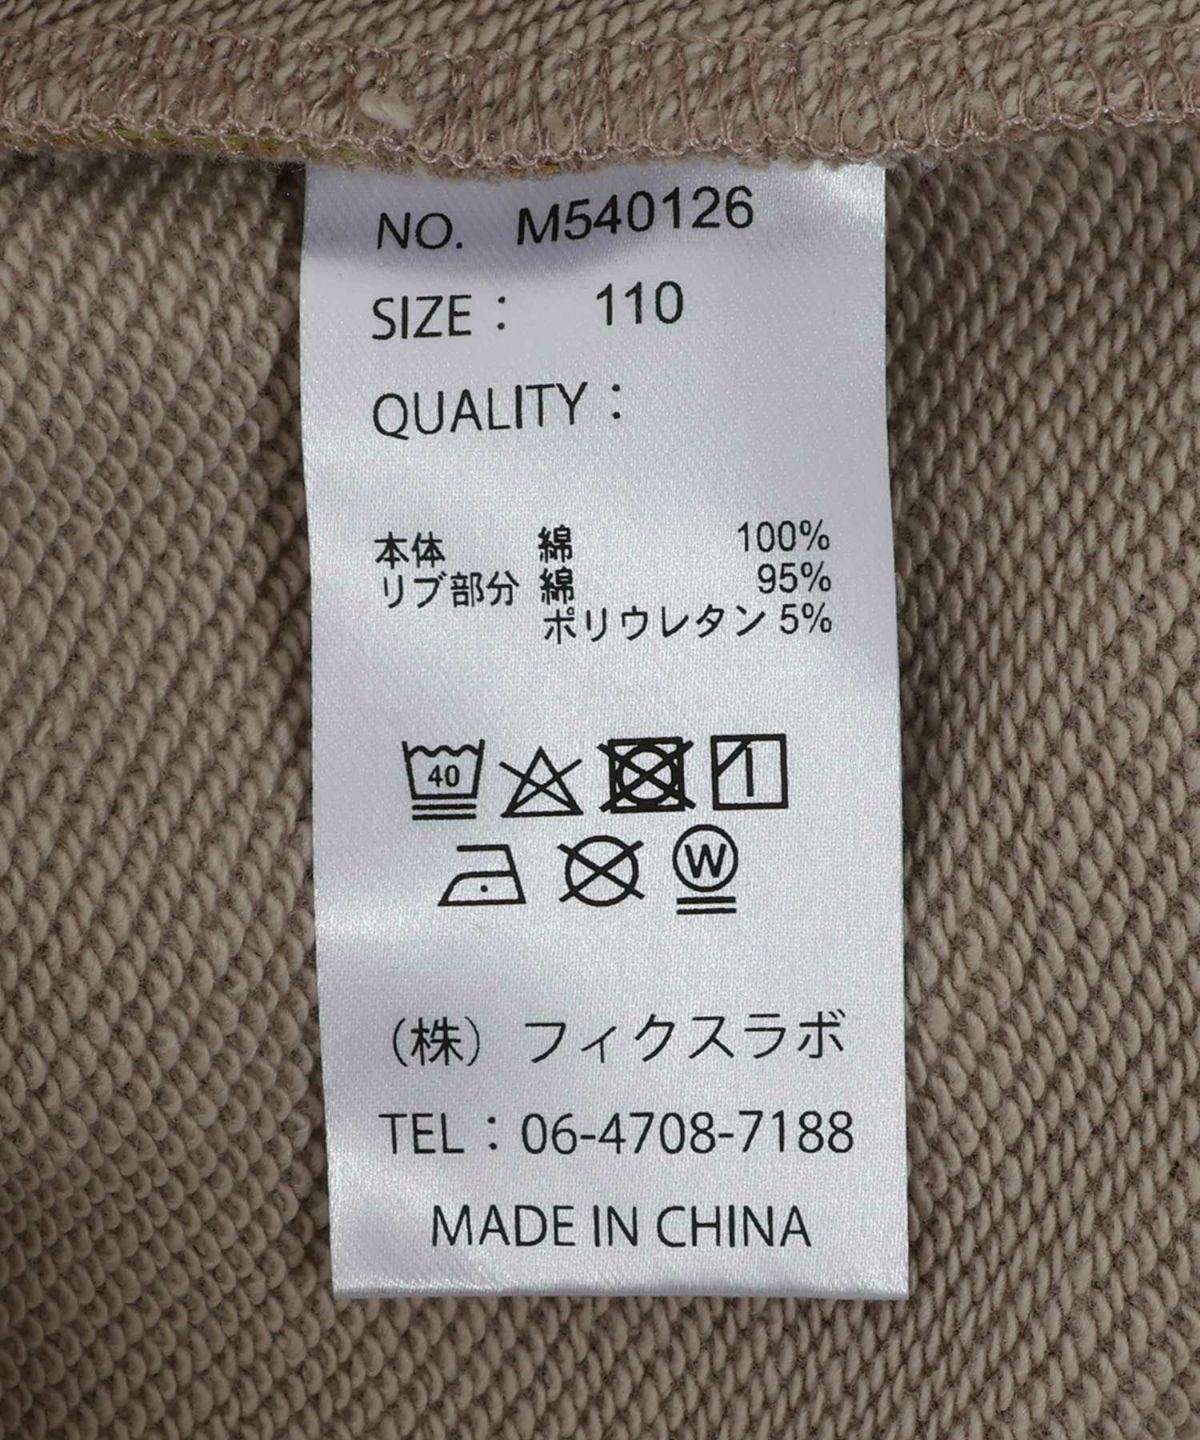 NO. M540126
SIZE： 110
QUALITY：
本体 綿 100%
リブ部分 綿 95%
ポリウレタン 5%
40
W
（株）フィクスラボ
TEL：06-4708-7188
MADE IN CHINA